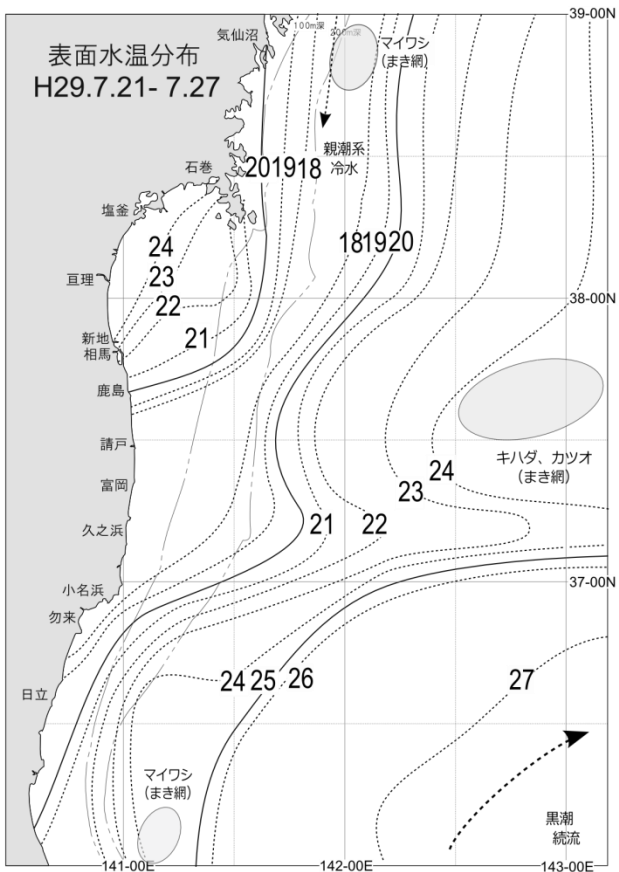 39-00N
気仙沼
100m深
200m深
マイワシ
(まき網)
表面水温分布
H29.7.21- 7.27
親潮系
冷水
石巻
20 19 18
塩釜
24
18 19 20
23
亘理
22
38-00N
新地
21
相馬
鹿島
請戸
キハダ、カツオ
(まき網)
24
富岡
23
21
22
久之浜
37-00N
小名浜
勿来
24 25 26
27
日立
マイワシ
(まき網)
黒潮
続流
141-00E
142-00E
143-00E